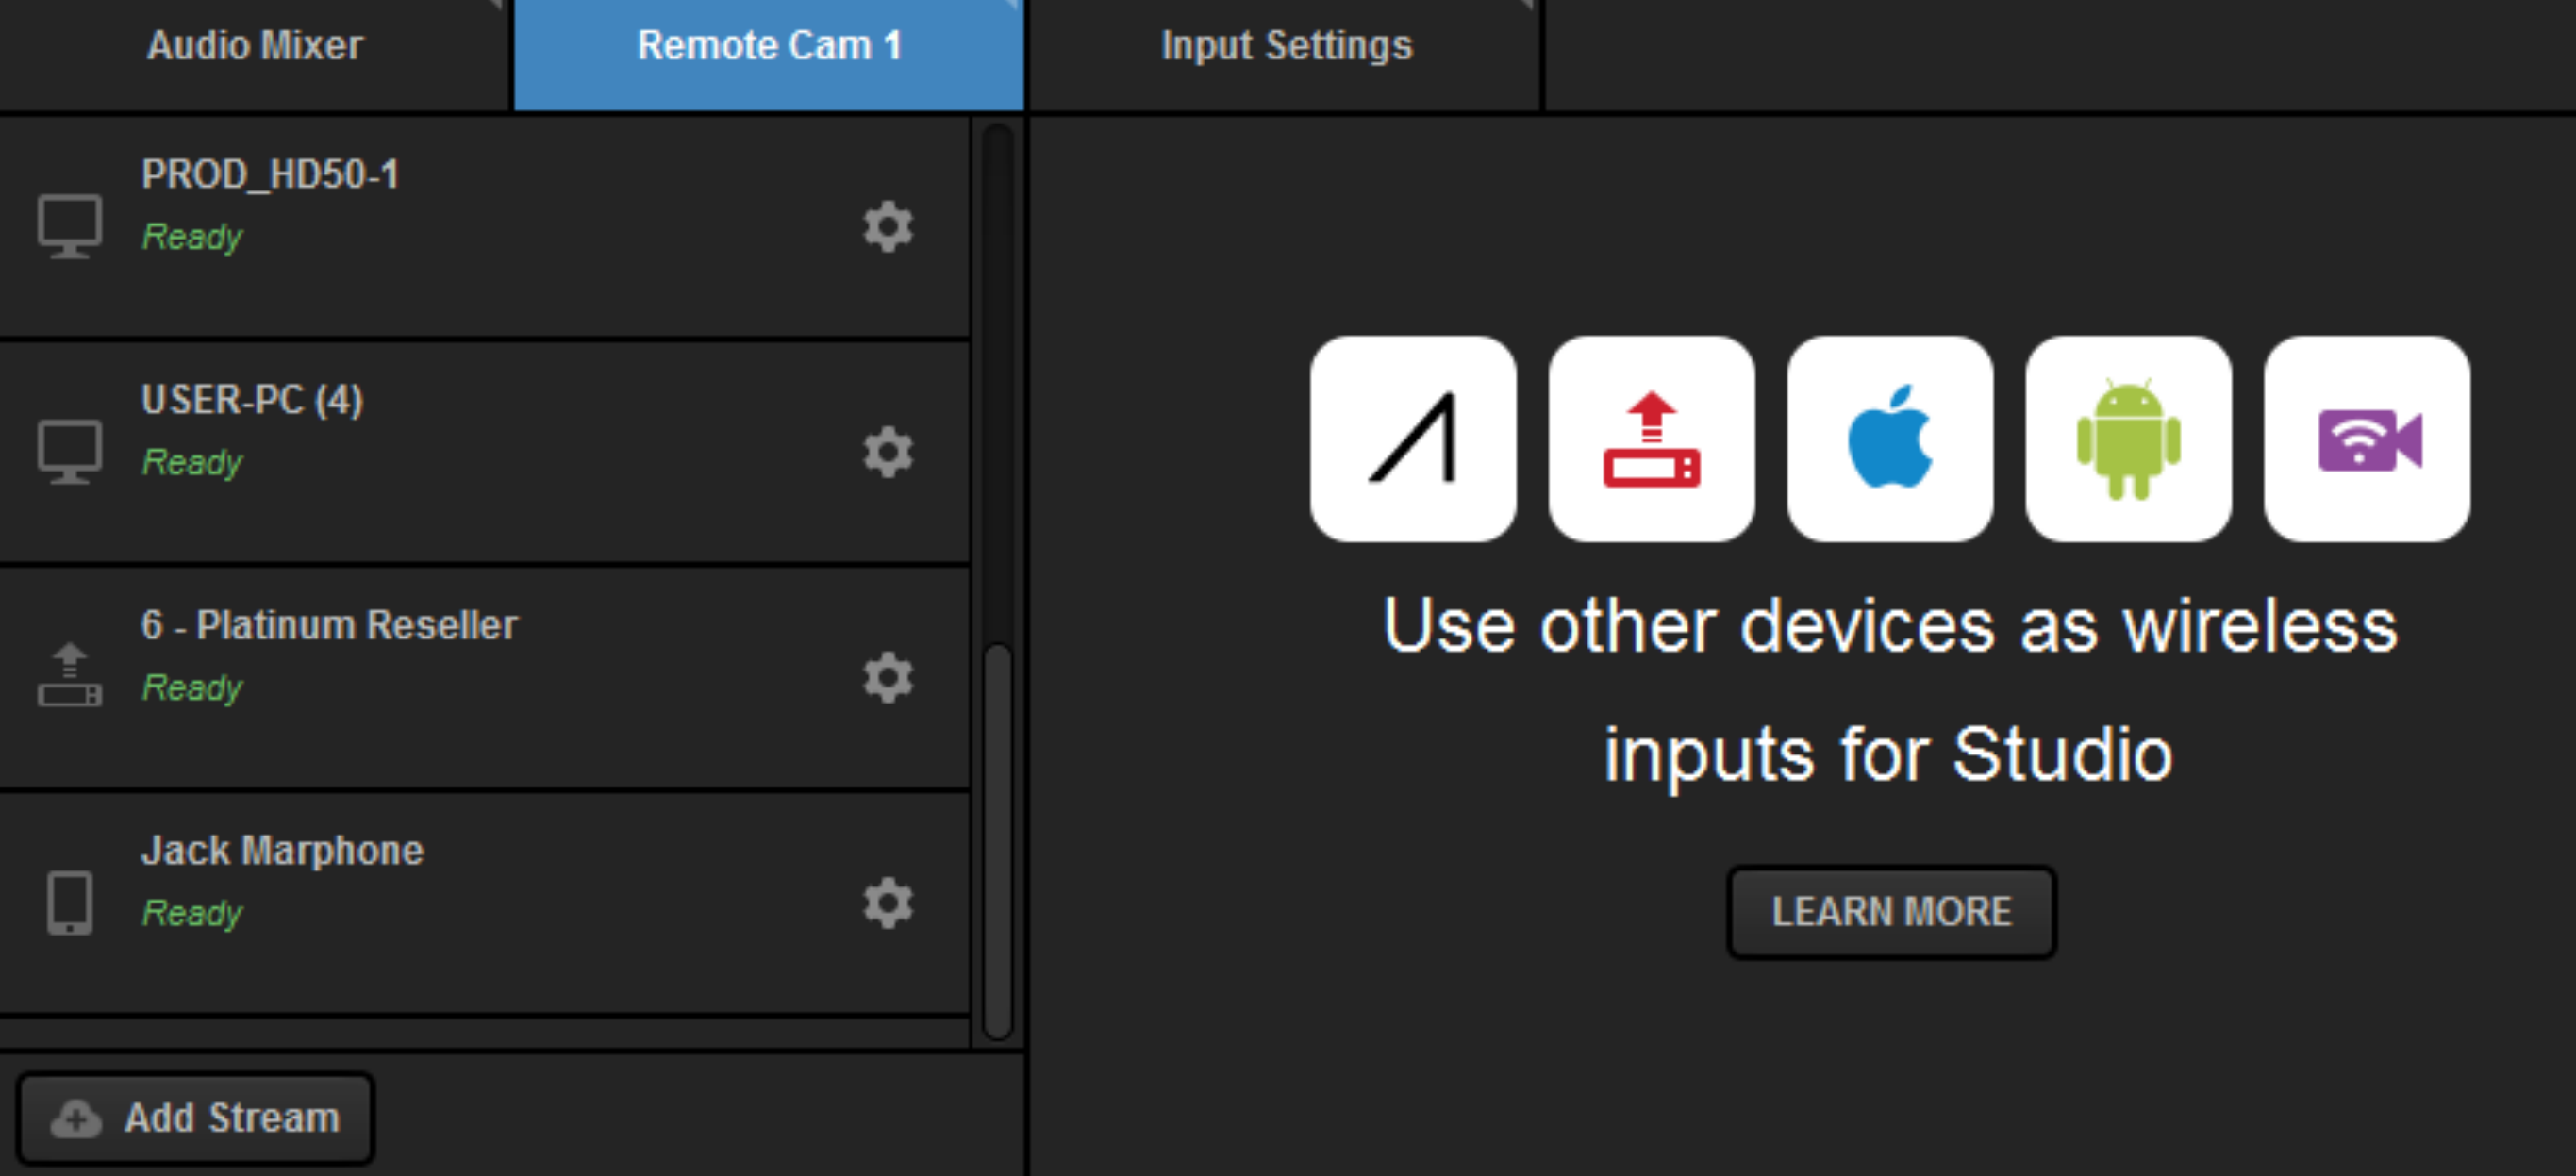 Audio Mixer
Remote Cam 1
Input Settings
PROD_HD50-1
Ready
USER-PC (4)
Ready
6 - Platinum Reseller
Ready
Jack Marphone
Ready
Add Stream
Use other devices as wireless
inputs for Studio
LEARN MORE